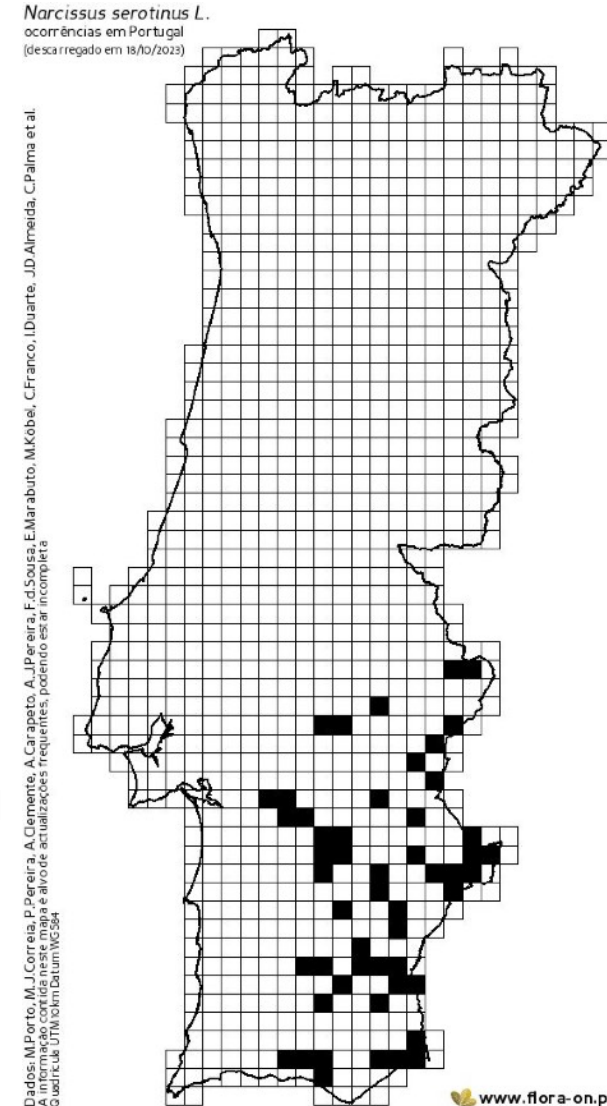 Narcissus serotinus L.
ocorrências em Portugal
(descarregado em 18/10/2023)
Dados: M.Porto, M.J.Correia, P.Pereira, A.Clemente, A.Carapeto, A.J.Pereira, F.d.Sousa, E.Marabuto, M.Köbel, C.Franco, I.Duarte, J.D.Almeida, C.Palma et al.
A informação contida neste mapa é alvo de actualizações frequentes, podendo estar incompleta
Quadrícula UTM 10km Datum WGS84
www.flora-on.p